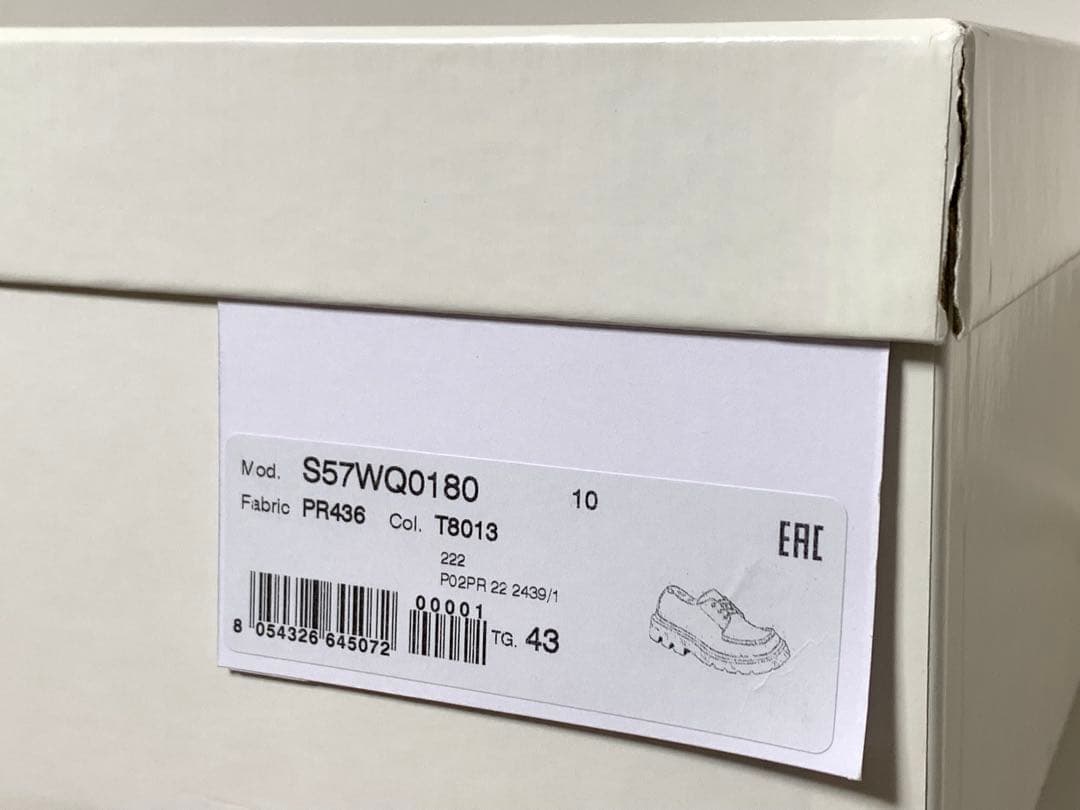 Mod. S57WQ0180 10
Fabric PR436 Col. T8013
EAC
222
P02PR 22 2439/1
00001
8 054326 645072
TG. 43